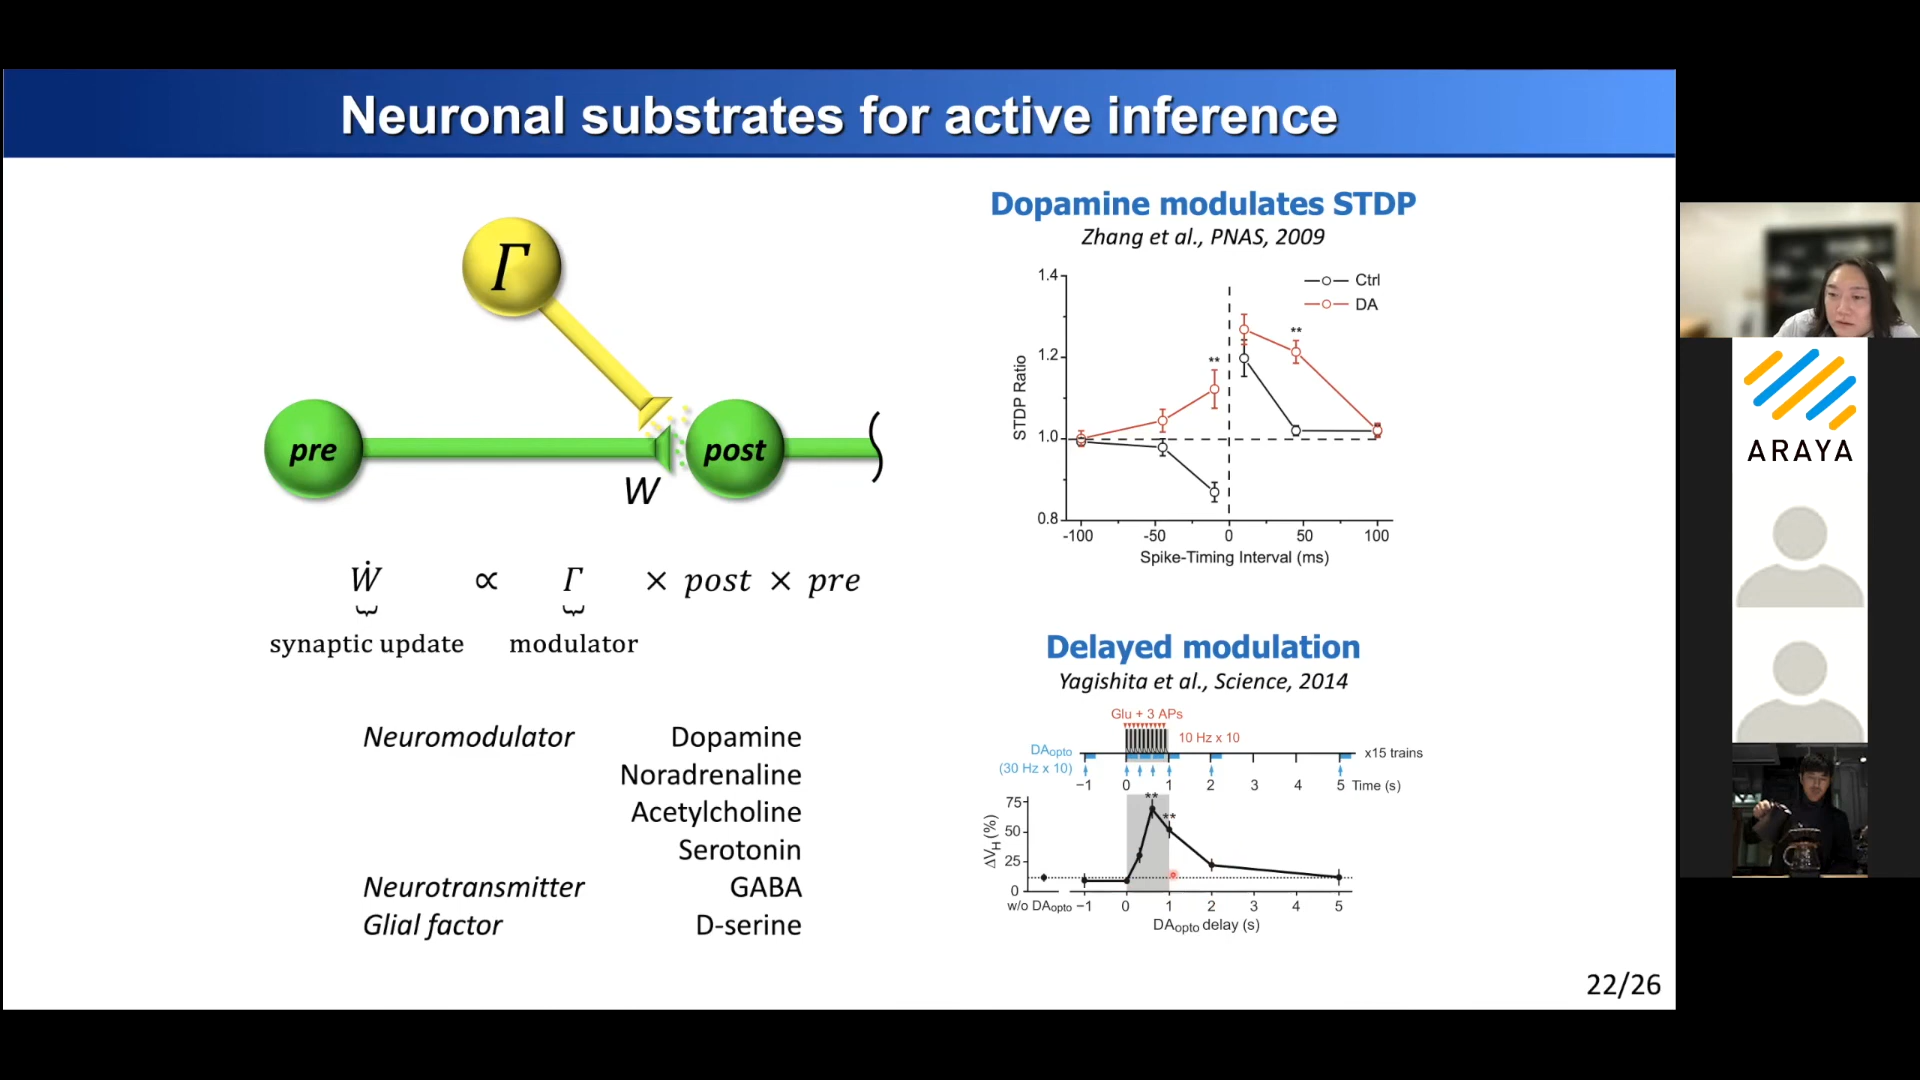 Neuronal substrates for active inference
Γ
pre
post
W
Ẇ ∝ Γ × post × pre
synaptic update modulator
Neuromodulator Dopamine
Noradrenaline
Acetylcholine
Serotonin
Neurotransmitter GABA
Glial factor D-serine
Dopamine modulates STDP
Zhang et al., PNAS, 2009
Ctrl
DA
STDP Ratio
1.4
1.2
1.0
0.8
** **
-100 -50 0 50 100
Spike-Timing Interval (ms)
Delayed modulation
Yagishita et al., Science, 2014
Glu + 3 APs
10 Hz x 10
DAopto
(30 Hz x 10)
x15 trains
−1 0 1 2 3 4 5 Time (s)
** **
ΔVH (%)
75
50
25
0
w/o DAopto −1 0 1 2 3 4 5
DAopto delay (s)
22/26
ARAYA